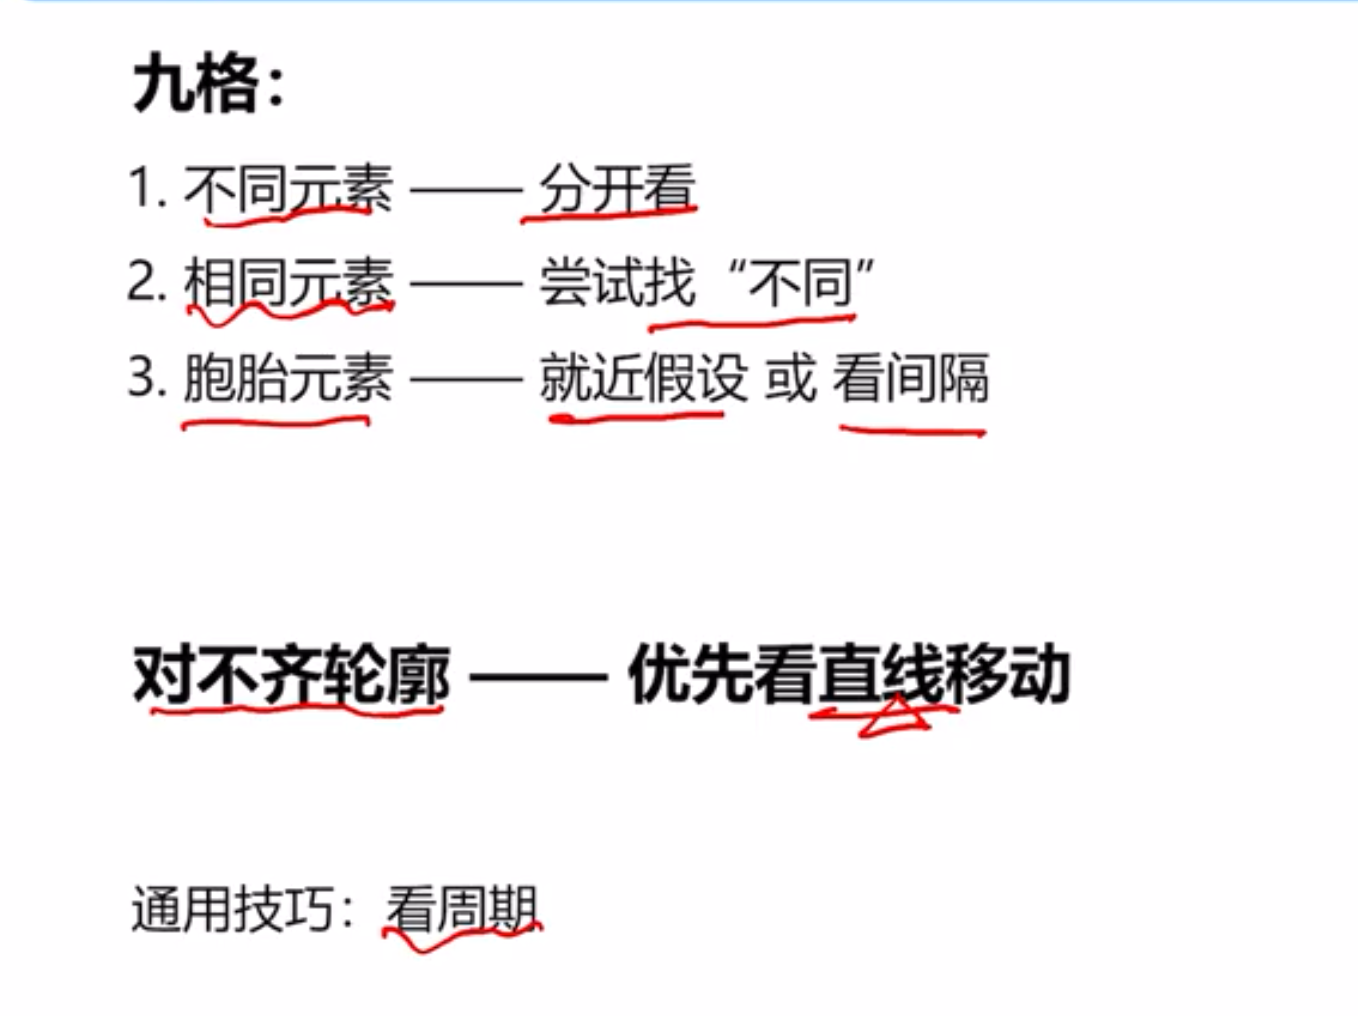 九格：
1. 不同元素 —— 分开看
2. 相同元素 —— 尝试找“不同”
3. 胞胎元素 —— 就近假设 或 看间隔
对不齐轮廓 —— 优先看直线移动
通用技巧：看周期